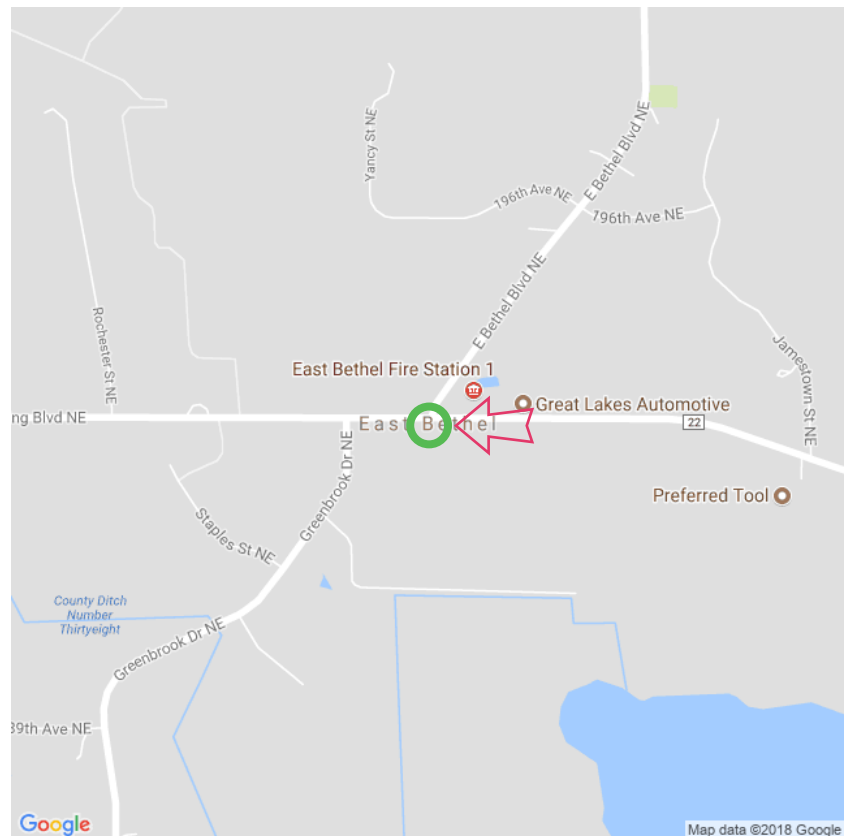 E Bethel Blvd NE
Yancy St NE
196th Ave NE
196th Ave NE
E Bethel Blvd NE
Rochester St NE
Jamestown St NE
East Bethel Fire Station 1
Great Lakes Automotive
ng Blvd NE
East Bethel
22
Greenbrook Dr NE
Preferred Tool
Staples St NE
County Ditch
Number
Thirtyeight
Greenbrook Dr NE
39th Ave NE
Google
Map data ©2018 Google